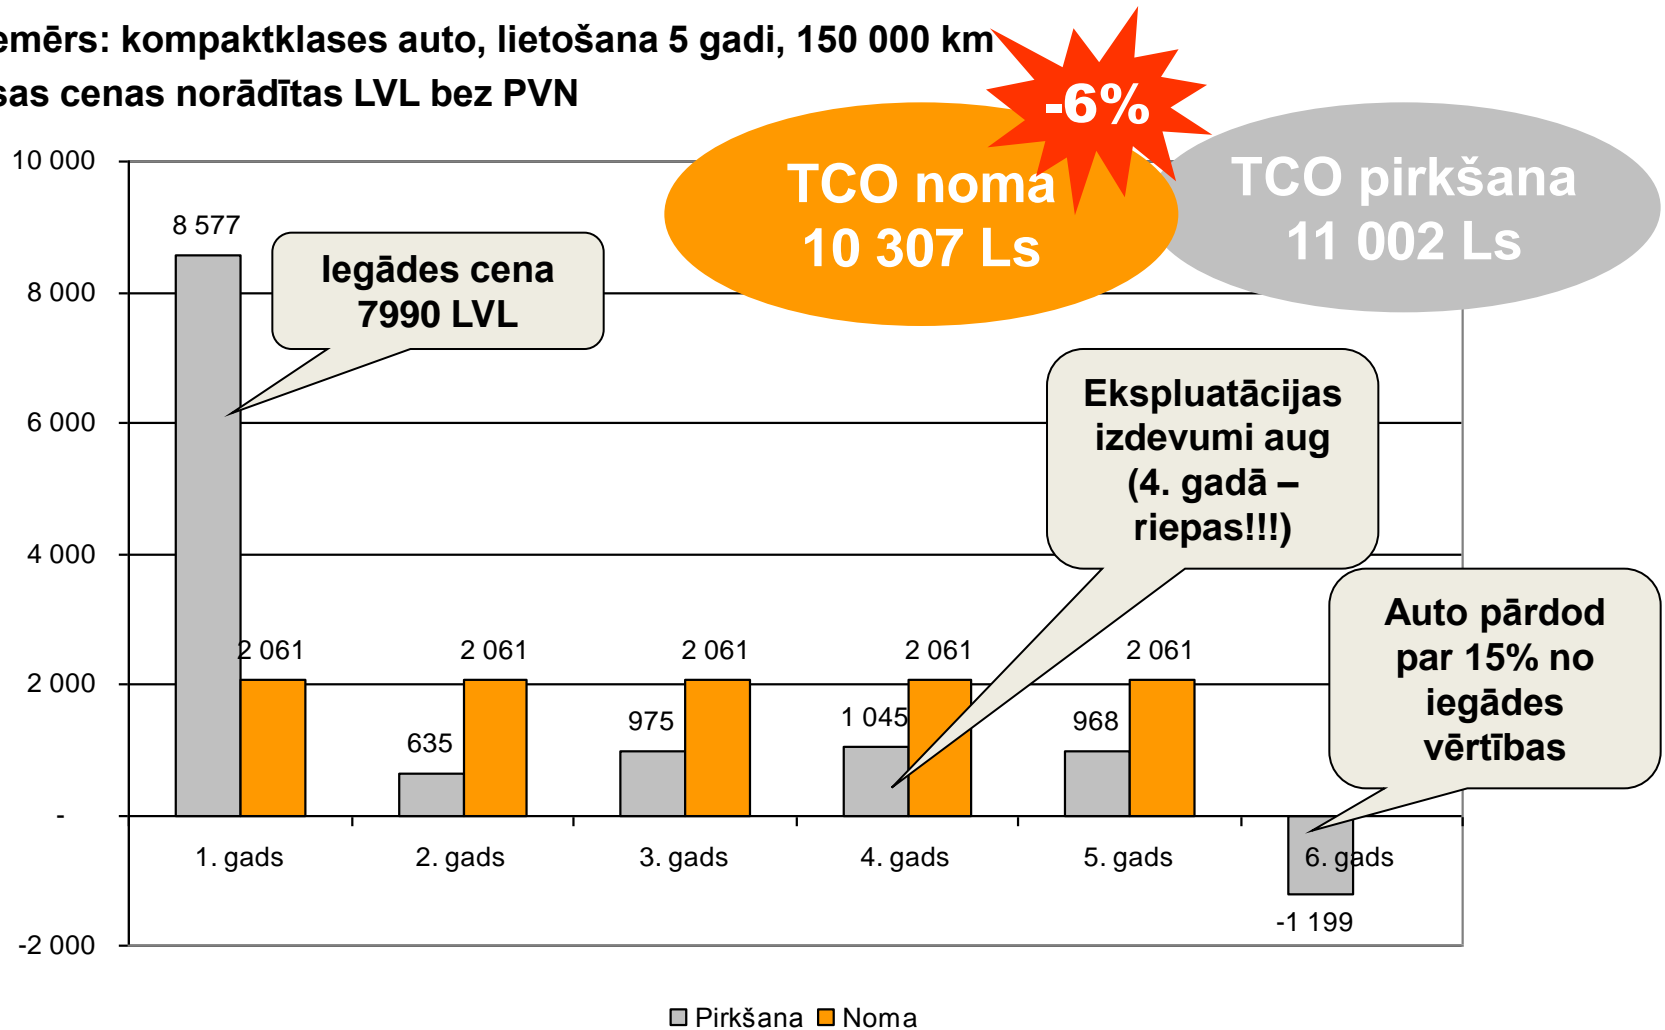 emērs: kompaktklases auto, lietošana 5 gadi, 150 000 km
sas cenas norādītas LVL bez PVN
-6%
TCO noma
10 307 Ls
TCO pirkšana
11 002 Ls
10 000
8 000
6 000
4 000
2 000
-
-2 000
8 577
Iegādes cena
7990 LVL
Ekspluatācijas
izdevumi aug
(4. gadā –
riepas!!!)
Auto pārdod
par 15% no
iegādes
vērtības
2 061
635
2 061
975
2 061
1 045
2 061
968
2 061
-1 199
1. gads
2. gads
3. gads
4. gads
5. gads
6. gads
Pirkšana
Noma